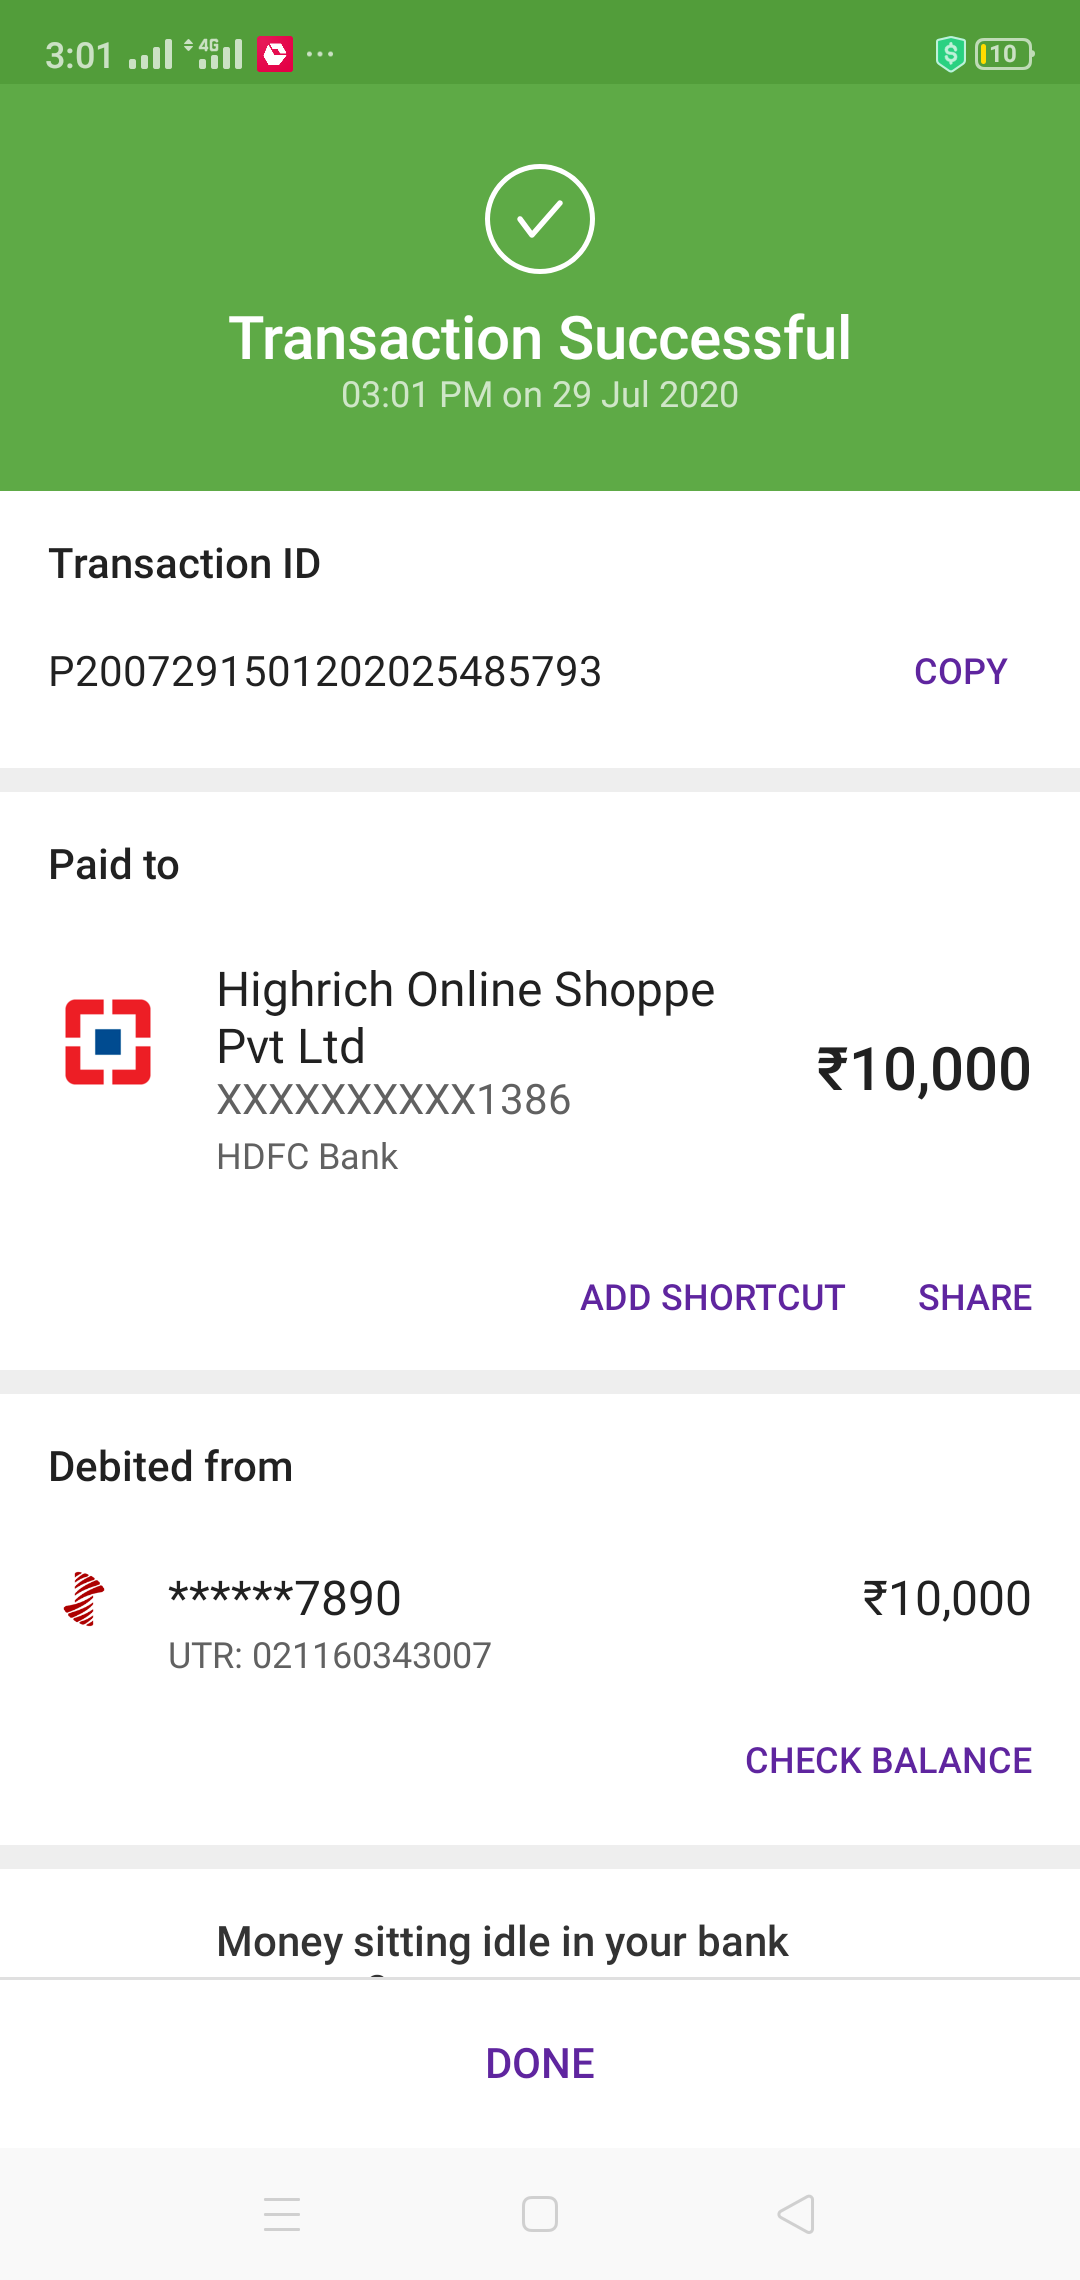 3:01 4G ... 10
Transaction Successful
03:01 PM on 29 Jul 2020
Transaction ID
P2007291501202025485793 COPY
Paid to
Highrich Online Shoppe
Pvt Ltd
₹10,000
XXXXXXXXXX1386
HDFC Bank
ADD SHORTCUT SHARE
Debited from
******7890 ₹10,000
UTR: 021160343007
CHECK BALANCE
Money sitting idle in your bank
DONE